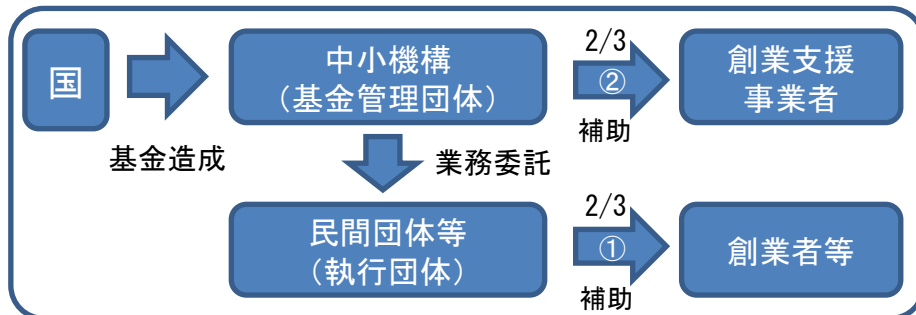 国
基金造成
中小機構
（基金管理団体）
2/3
②
補助
創業支援
事業者
業務委託
民間団体等
（執行団体）
2/3
①
補助
創業者等